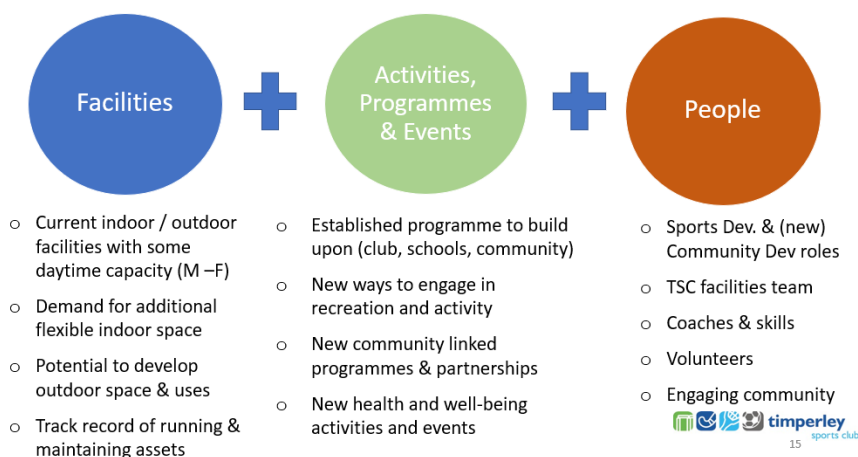 Facilities
Activities,
Programmes
& Events
People
o Current indoor / outdoor
facilities with some
daytime capacity (M –F)
o Demand for additional
flexible indoor space
o Potential to develop
outdoor space & uses
o Track record of running &
maintaining assets
o Established programme to build
upon (club, schools, community)
o New ways to engage in
recreation and activity
o New community linked
programmes & partnerships
o New health and well-being
activities and events
o Sports Dev. & (new)
Community Dev roles
o TSC facilities team
o Coaches & skills
o Volunteers
o Engaging community
timperley
sports club
15